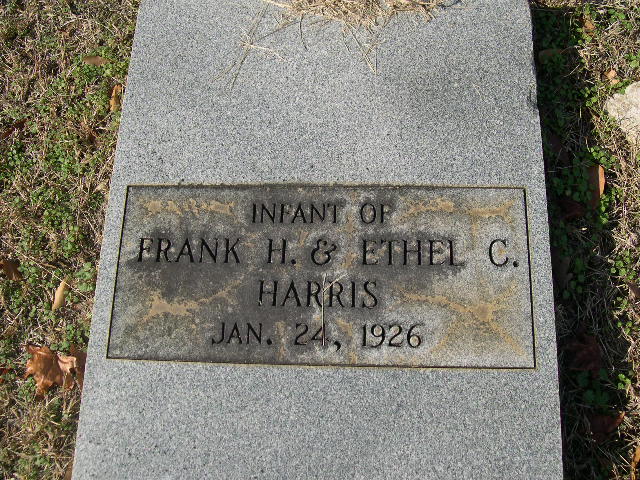 INFANT OF
FRANK H. & ETHEL C.
HARRIS
JAN. 24, 1926